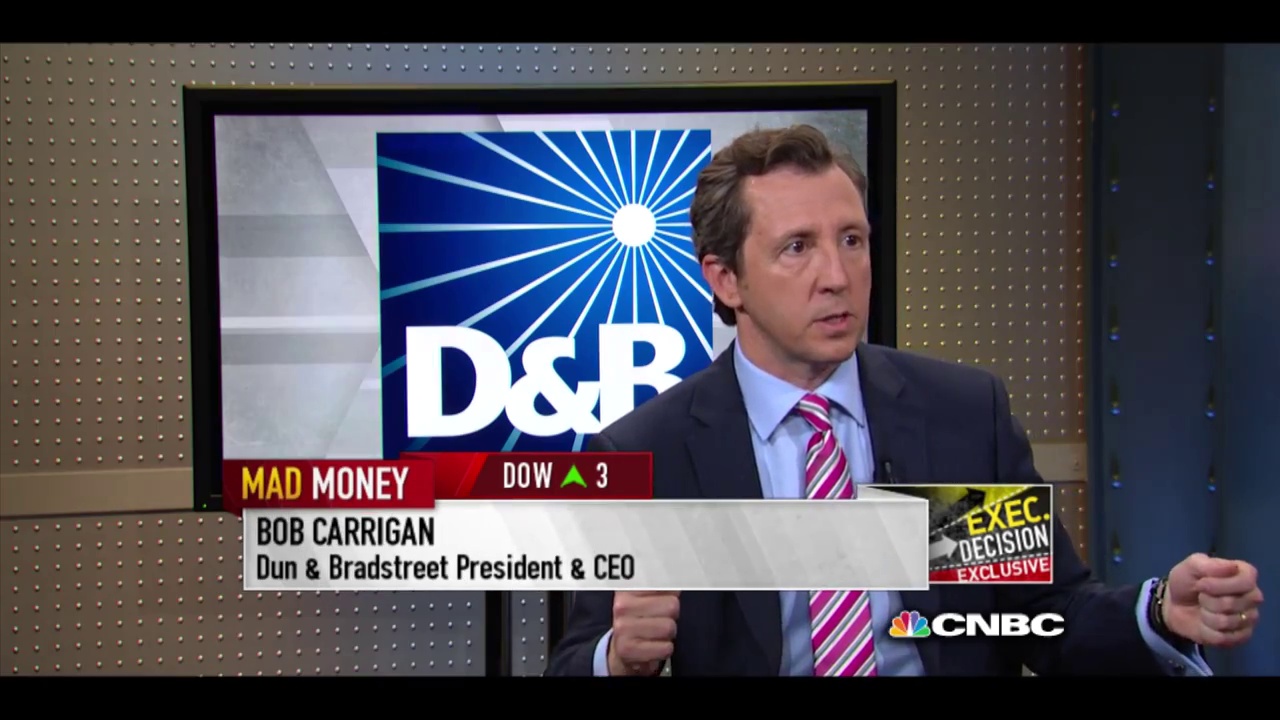 D&B
MAD MONEY
DOW 3
BOB CARRIGAN
Dun & Bradstreet President & CEO
EXEC.
DECISION
EXCLUSIVE
CNBC